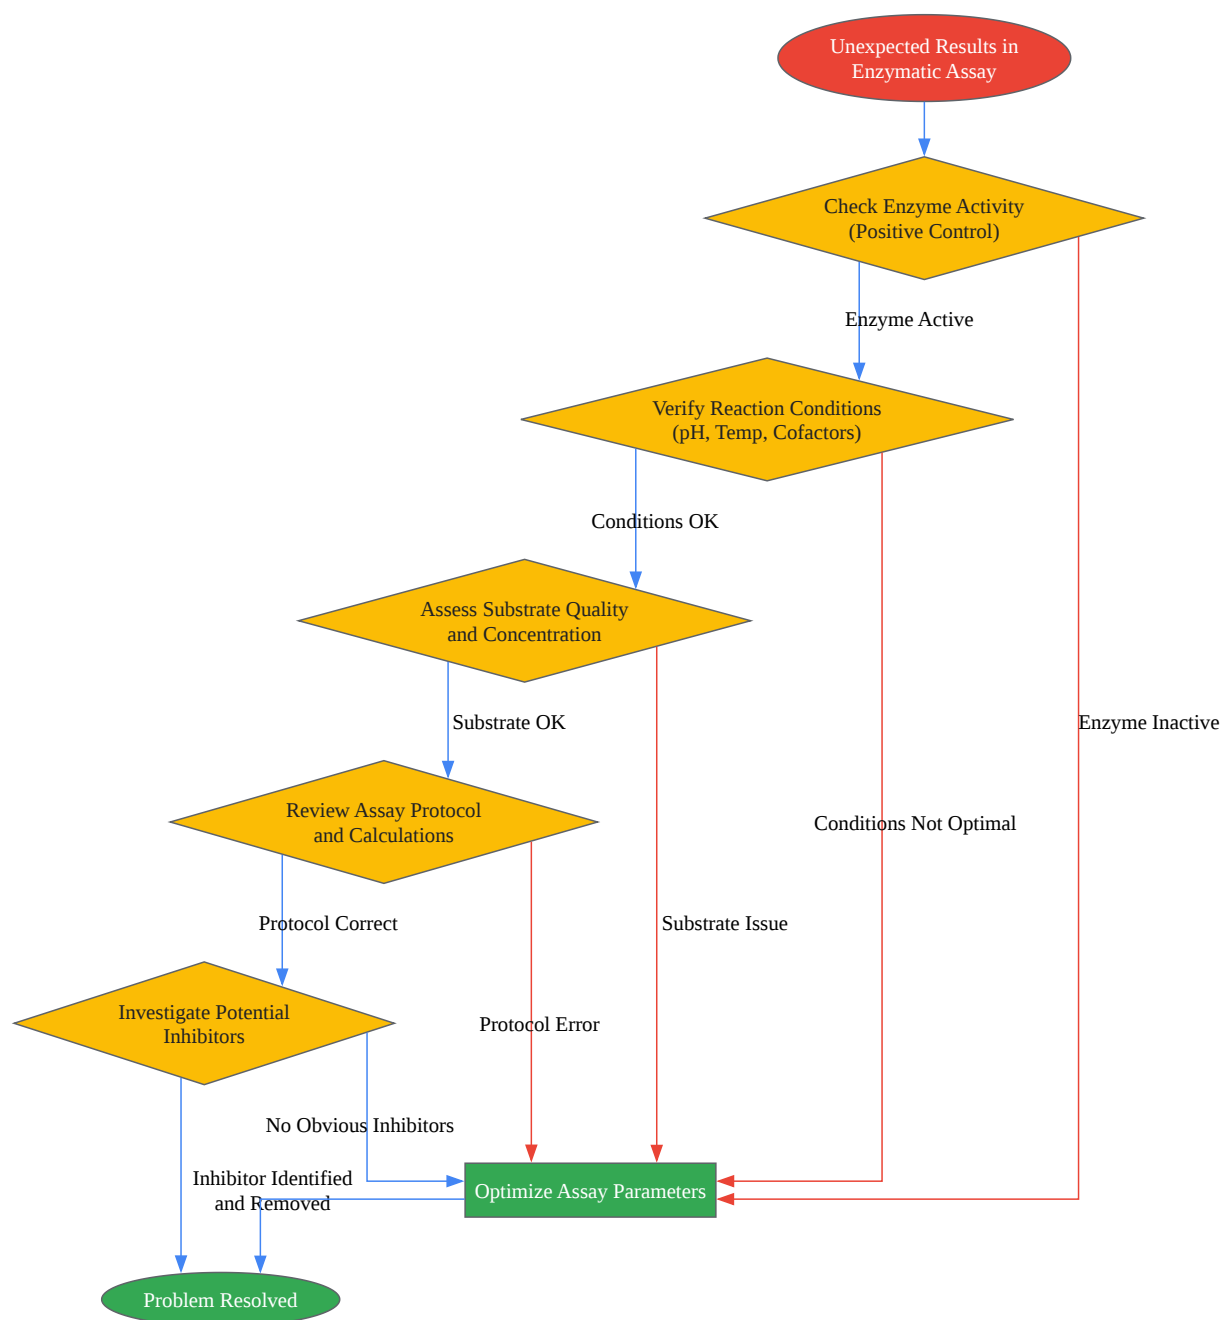 Unexpected Results in
Enzymatic Assay
Check Enzyme Activity
(Positive Control)
Enzyme Active
Verify Reaction Conditions
(pH, Temp, Cofactors)
Conditions OK
Assess Substrate Quality
and Concentration
Substrate OK
Enzyme Inactive
Review Assay Protocol
and Calculations
Conditions Not Optimal
Protocol Correct
Substrate Issue
Investigate Potential
Inhibitors
Protocol Error
No Obvious Inhibitors
Inhibitor Identified
and Removed
Optimize Assay Parameters
Problem Resolved